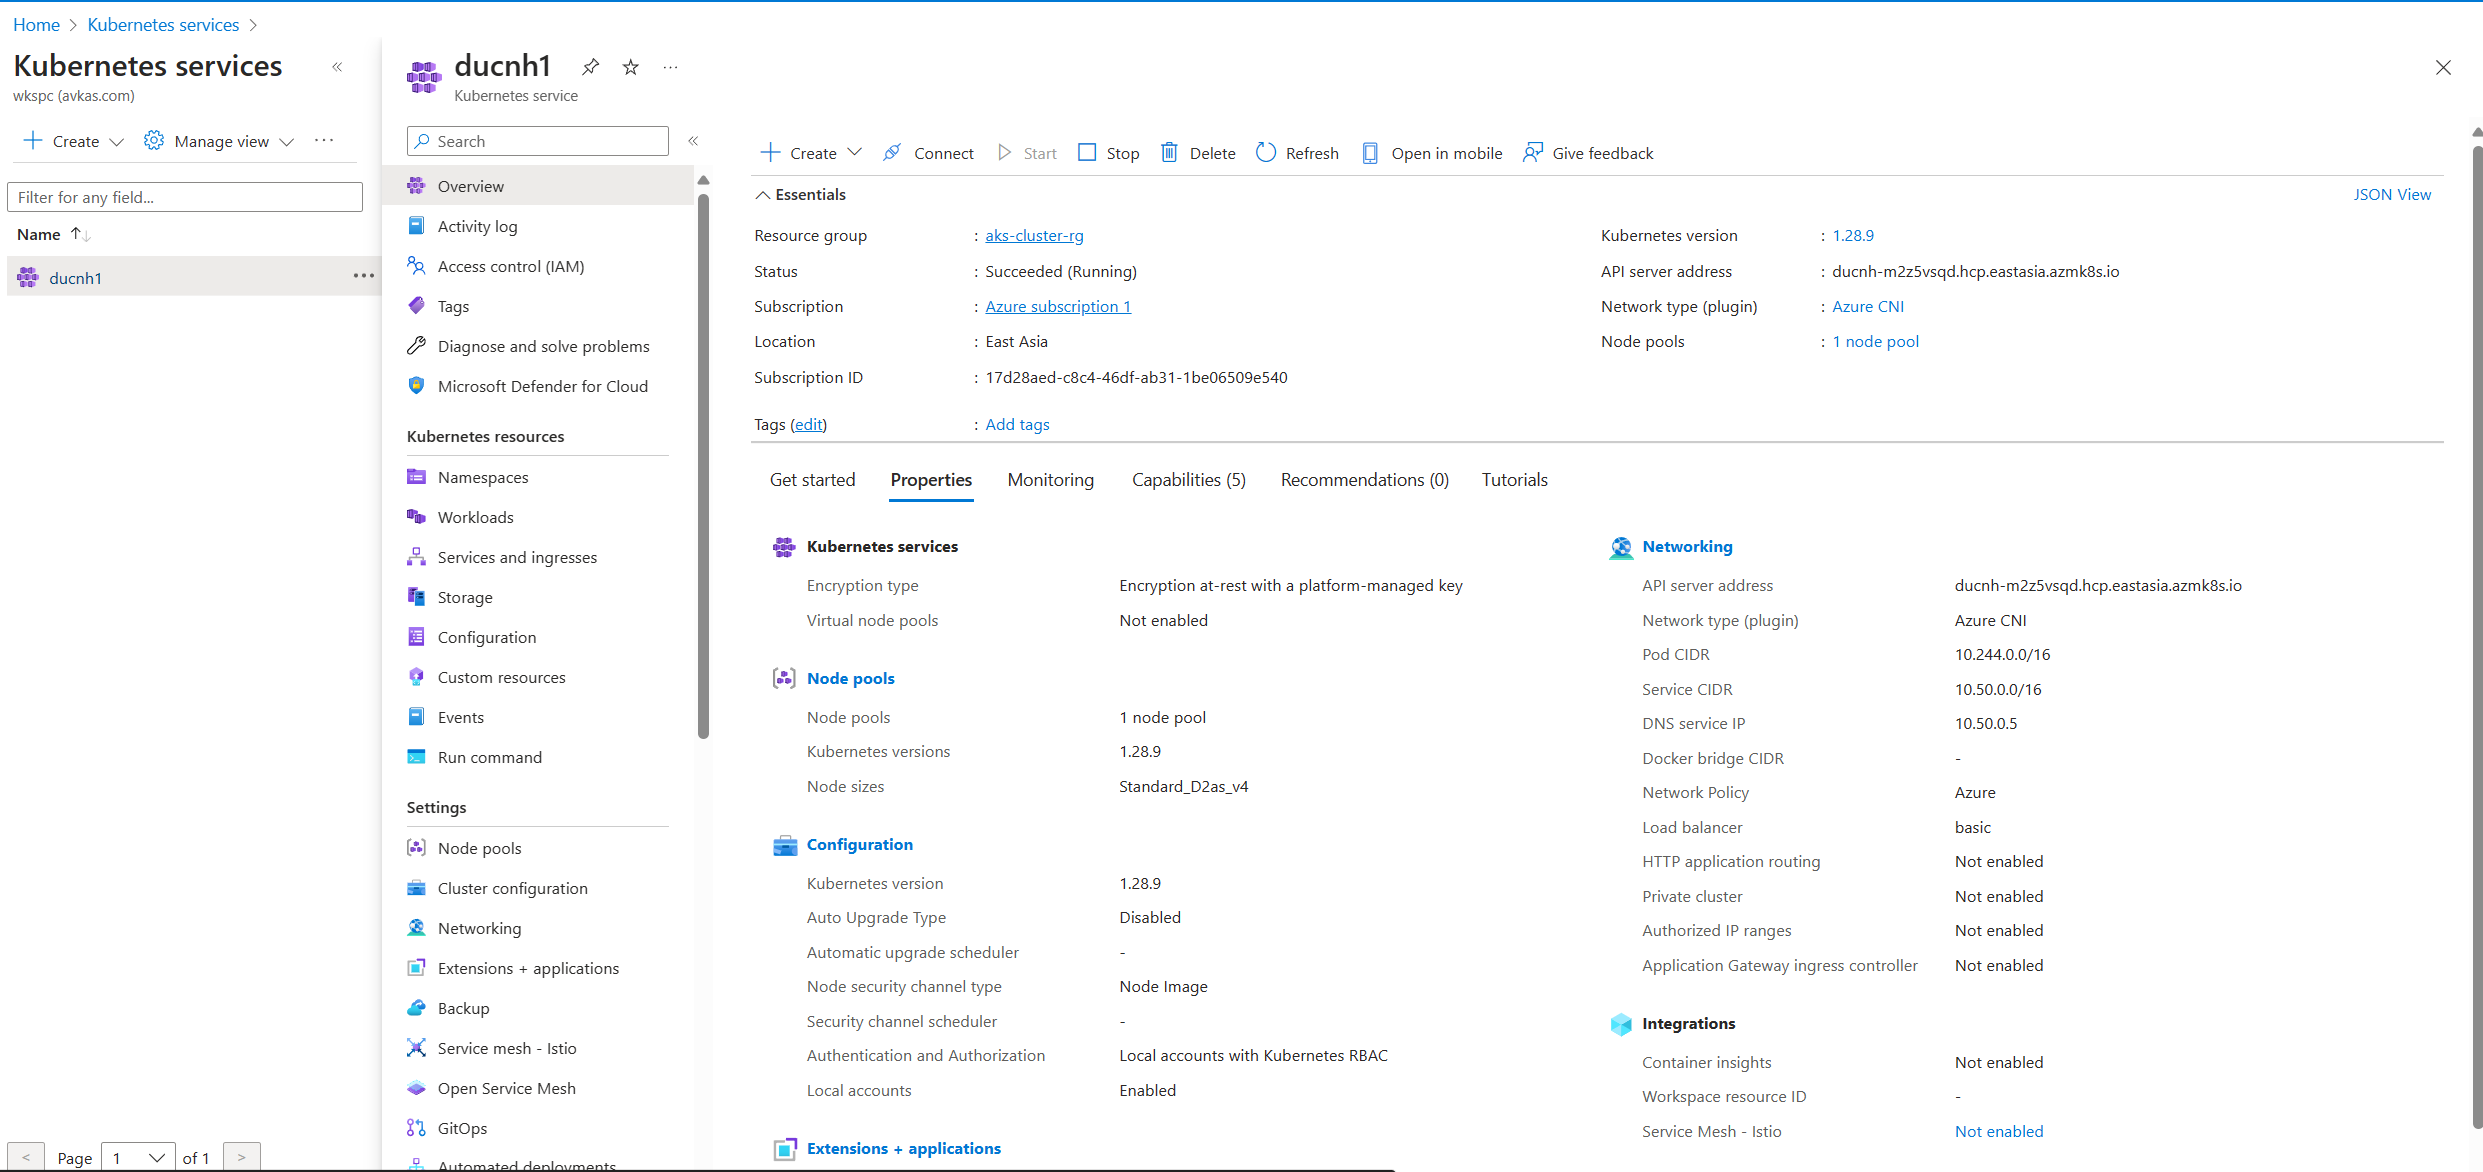 Home > Kubernetes services >
Kubernetes services
wkspc (avkas.com)
Create
Manage view
Filter for any field...
Name
ducnh1
< Page 1 of 1 >
ducnh1
Kubernetes service
Search
Overview
Activity log
Access control (IAM)
Tags
Diagnose and solve problems
Microsoft Defender for Cloud
Kubernetes resources
Namespaces
Workloads
Services and ingresses
Storage
Configuration
Custom resources
Events
Run command
Settings
Node pools
Cluster configuration
Networking
Extensions + applications
Backup
Service mesh - Istio
Open Service Mesh
GitOps
Automated deployments
Create Connect Start Stop Delete Refresh Open in mobile Give feedback
Essentials
JSON View
Resource group : aks-cluster-rg
Status : Succeeded (Running)
Subscription : Azure subscription 1
Location : East Asia
Subscription ID : 17d28aed-c8c4-46df-ab31-1be06509e540
Kubernetes version : 1.28.9
API server address : ducnh-m2z5vsqd.hcp.eastasia.azmk8s.io
Network type (plugin) : Azure CNI
Node pools : 1 node pool
Tags (edit) : Add tags
Get started Properties Monitoring Capabilities (5) Recommendations (0) Tutorials
Kubernetes services
Encryption type Encryption at-rest with a platform-managed key
Virtual node pools Not enabled
Node pools
Node pools 1 node pool
Kubernetes versions 1.28.9
Node sizes Standard_D2as_v4
Configuration
Kubernetes version 1.28.9
Auto Upgrade Type Disabled
Automatic upgrade scheduler -
Node security channel type Node Image
Security channel scheduler -
Authentication and Authorization Local accounts with Kubernetes RBAC
Local accounts Enabled
Extensions + applications
Networking
API server address ducnh-m2z5vsqd.hcp.eastasia.azmk8s.io
Network type (plugin) Azure CNI
Pod CIDR 10.244.0.0/16
Service CIDR 10.50.0.0/16
DNS service IP 10.50.0.5
Docker bridge CIDR -
Network Policy Azure
Load balancer basic
HTTP application routing Not enabled
Private cluster Not enabled
Authorized IP ranges Not enabled
Application Gateway ingress controller Not enabled
Integrations
Container insights Not enabled
Workspace resource ID -
Service Mesh - Istio Not enabled